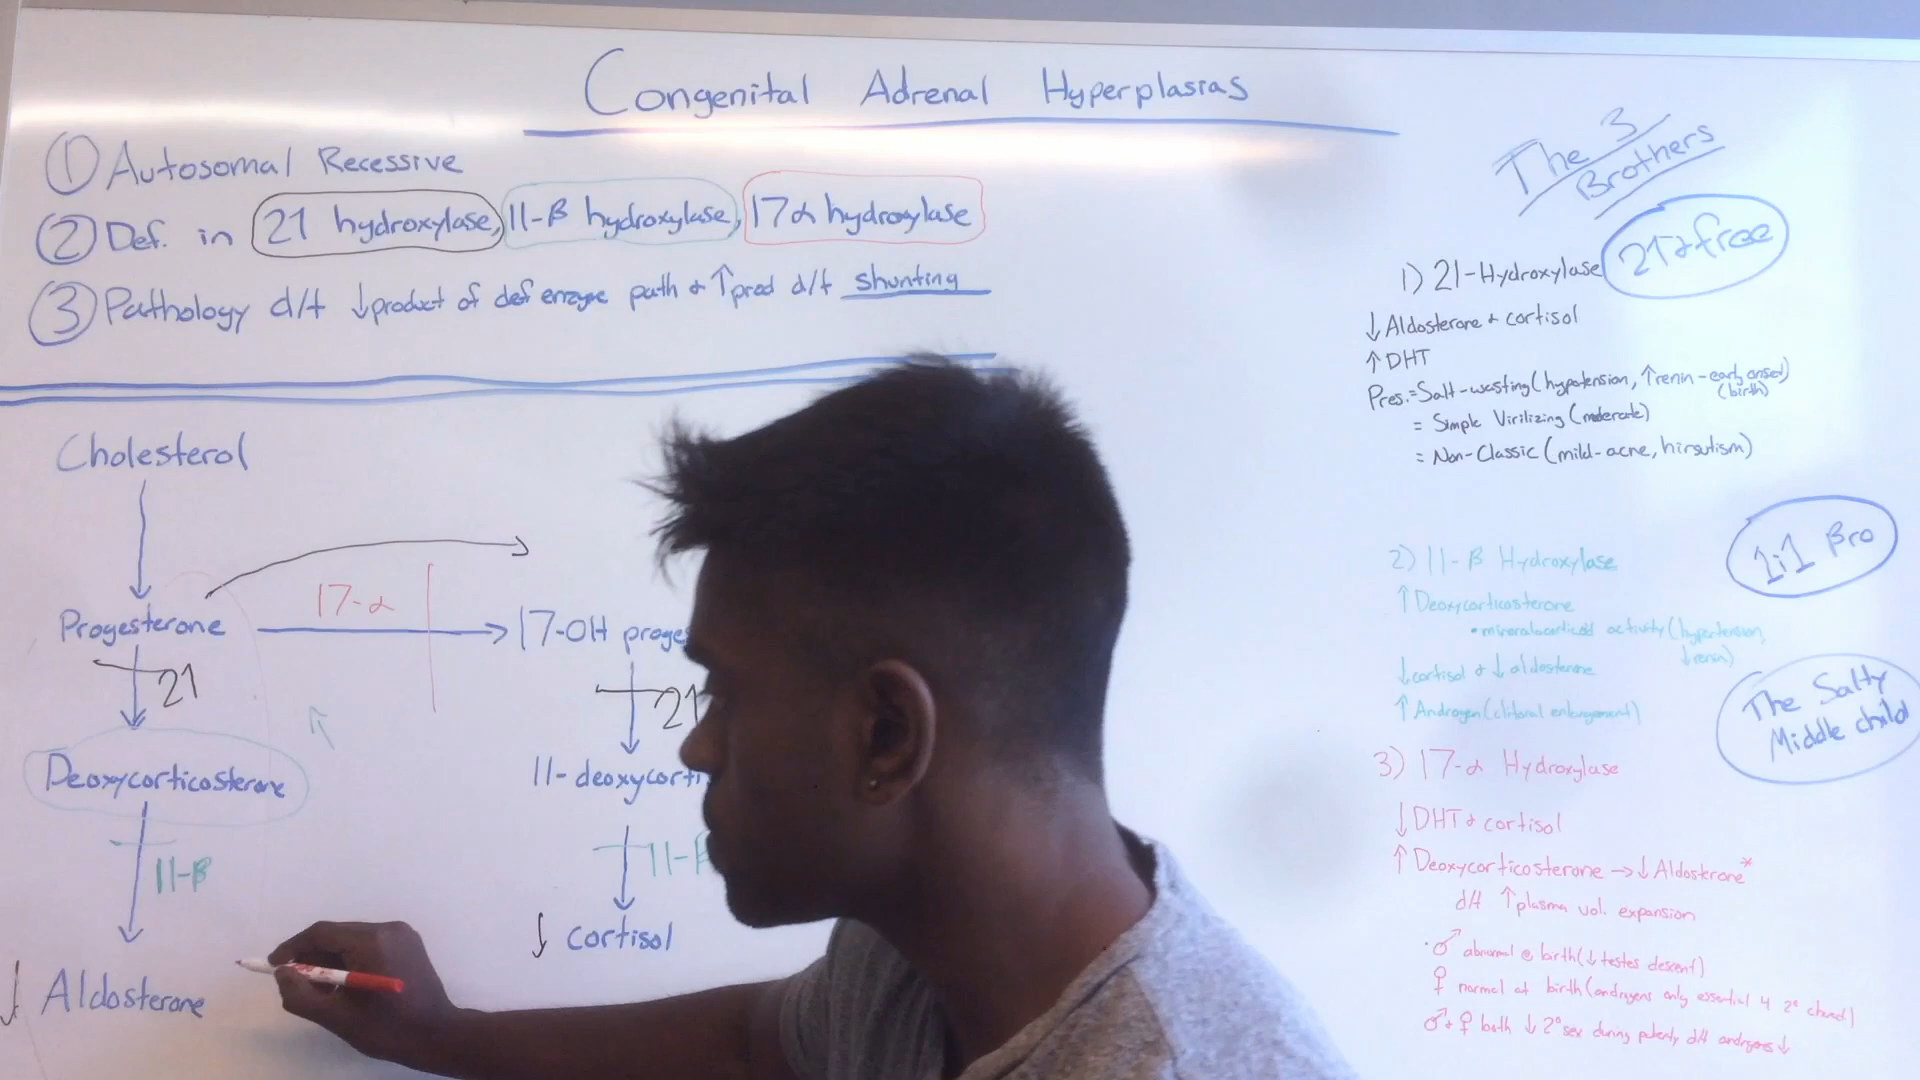 Congenital Adrenal Hyperplasias
① Autosomal Recessive
② Def. in 21 hydroxylase, 11-β hydroxylase, 17α hydroxylase
③ Pathology d/t ↓product of def enzyme path & ↑prod d/t shunting
Cholesterol
Progesterone
17-α
17-OH proges
21
21
Deoxycorticosterone
↑
11-deoxycorti
11-β
11-β
↓ cortisol
↓ Aldosterone
The 3
Brothers
1) 21-Hydroxylase
21 & free
↓ Aldosterone & cortisol
↑ DHT
Pres.= Salt-wasting (hypotension, ↑renin-early onset)
(birth)
= Simple Virilizing (moderate)
= Non-Classic (mild-acne, hirsutism)
2) 11-β Hydroxylase
1:1 Bro
↑ Deoxycorticosterone
• mineralocorticoid activity (hypertension,
↓renin)
↓cortisol & ↓ aldosterone
↑ Androgen (clitoral enlargement)
The Salty
Middle child
3) 17-α Hydroxylase
↓ DHT & cortisol
↑ Deoxycorticosterone → ↓ Aldosterone*
d/t ↑plasma vol. expansion
· ♂ abnormal @ birth (↓ testes descent)
♀ normal at birth (androgens only essential 4 2°
♂ + ♀ both ↓ 2° sex during puberty d/t androgens ↓